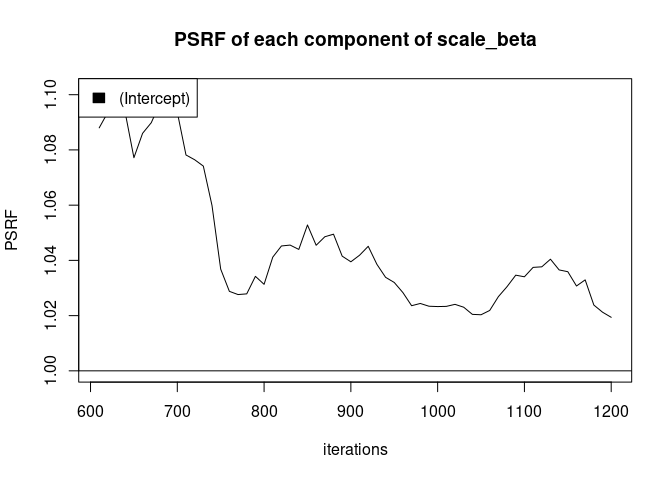 PSRF of each component of scale_beta
(Intercept)
PSRF
1.10
1.08
1.06
1.04
1.02
1.00
600 700 800 900 1000 1100 1200
iterations